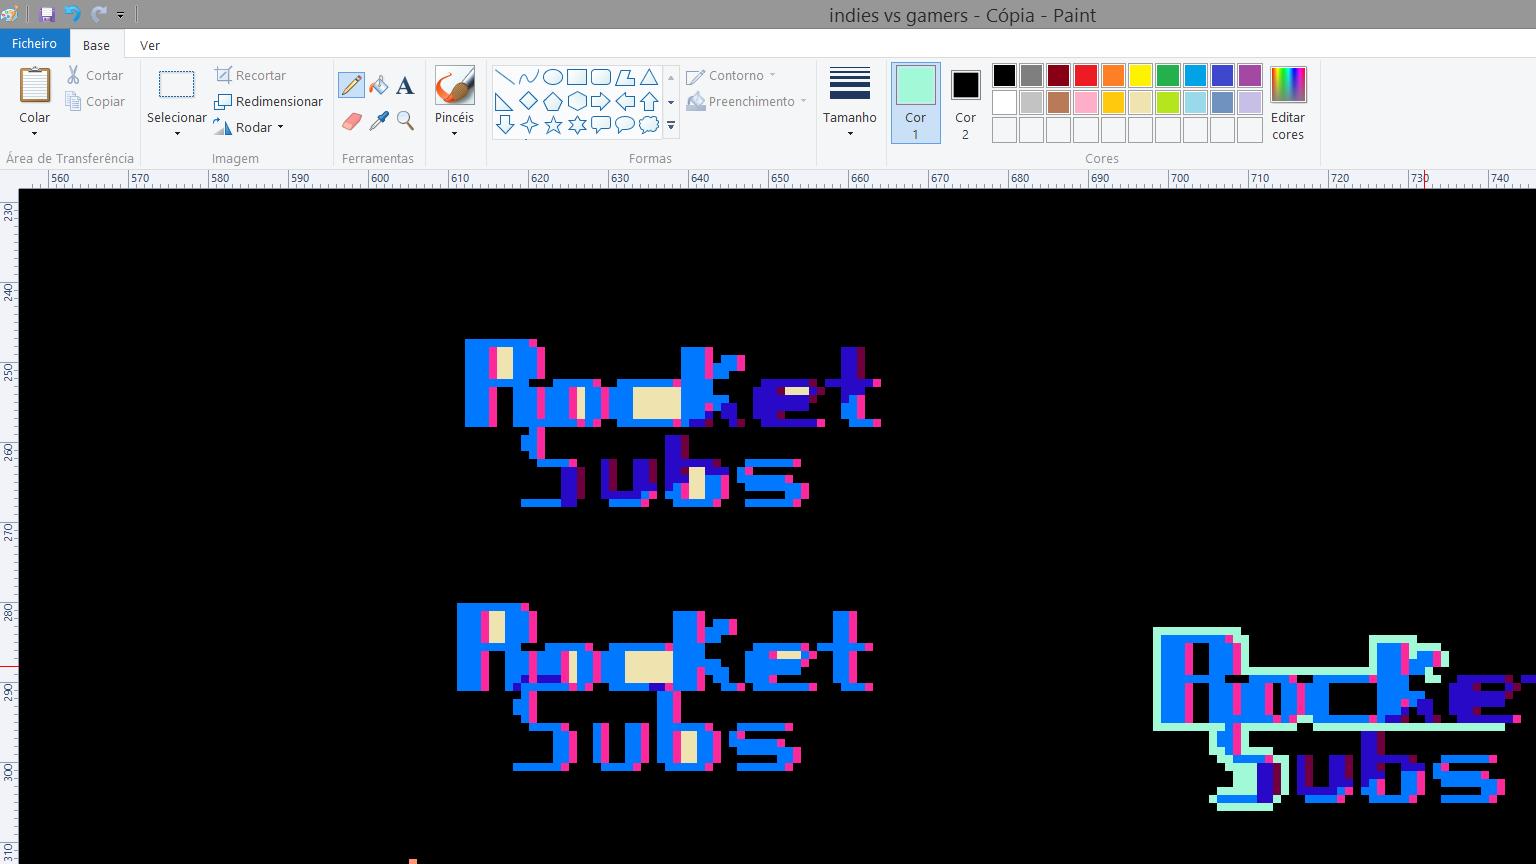 indies vs gamers - Cópia - Paint
Ficheiro Base Ver
Colar
Cortar
Copiar
Área de Transferência
Selecionar
Recortar
Redimensionar
Rodar
Imagem
A
Ferramentas
Pincéis
Contorno
Preenchimento
Formas
Tamanho
Cor 1
Cor 2
Editar cores
Cores
560 570 580 590 600 610 620 630 640 650 660 670 680 690 700 710 720 730 740
230
240
250
260
270
280
290
300
310
Rocket
Subs
Rocket
Subs
Rocke
Subs